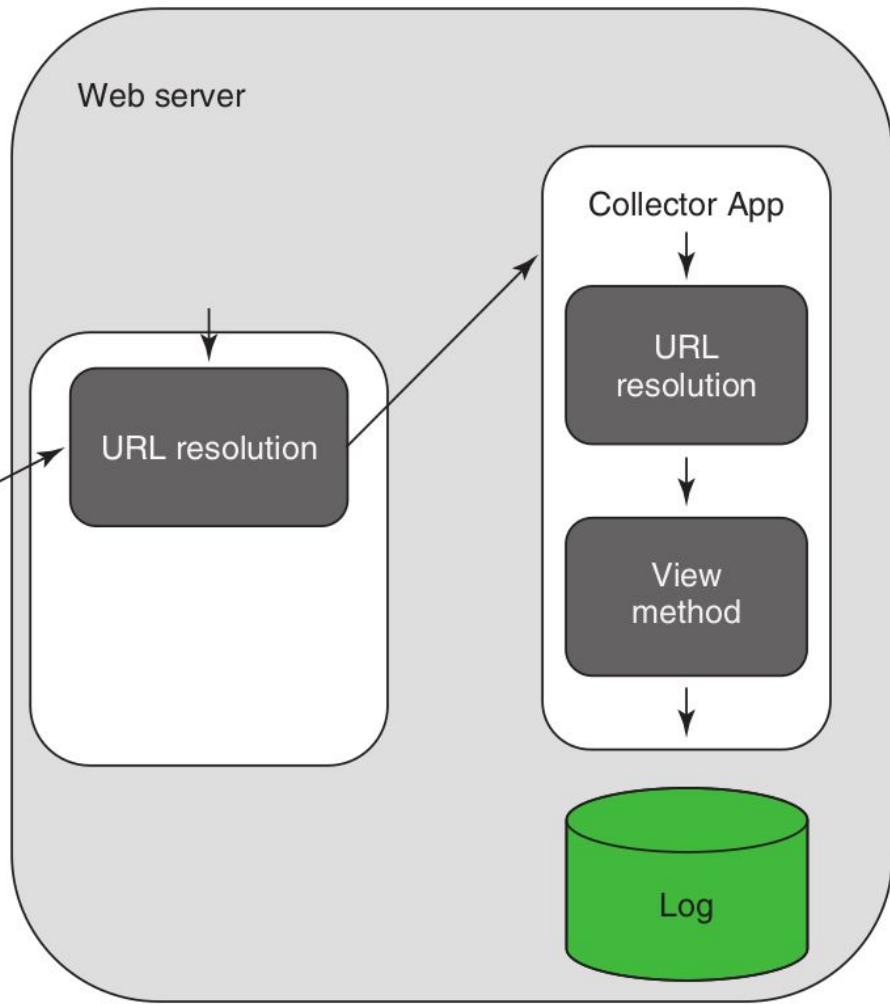 Web server
Collector App
URL
resolution
URL resolution
View
method
Log